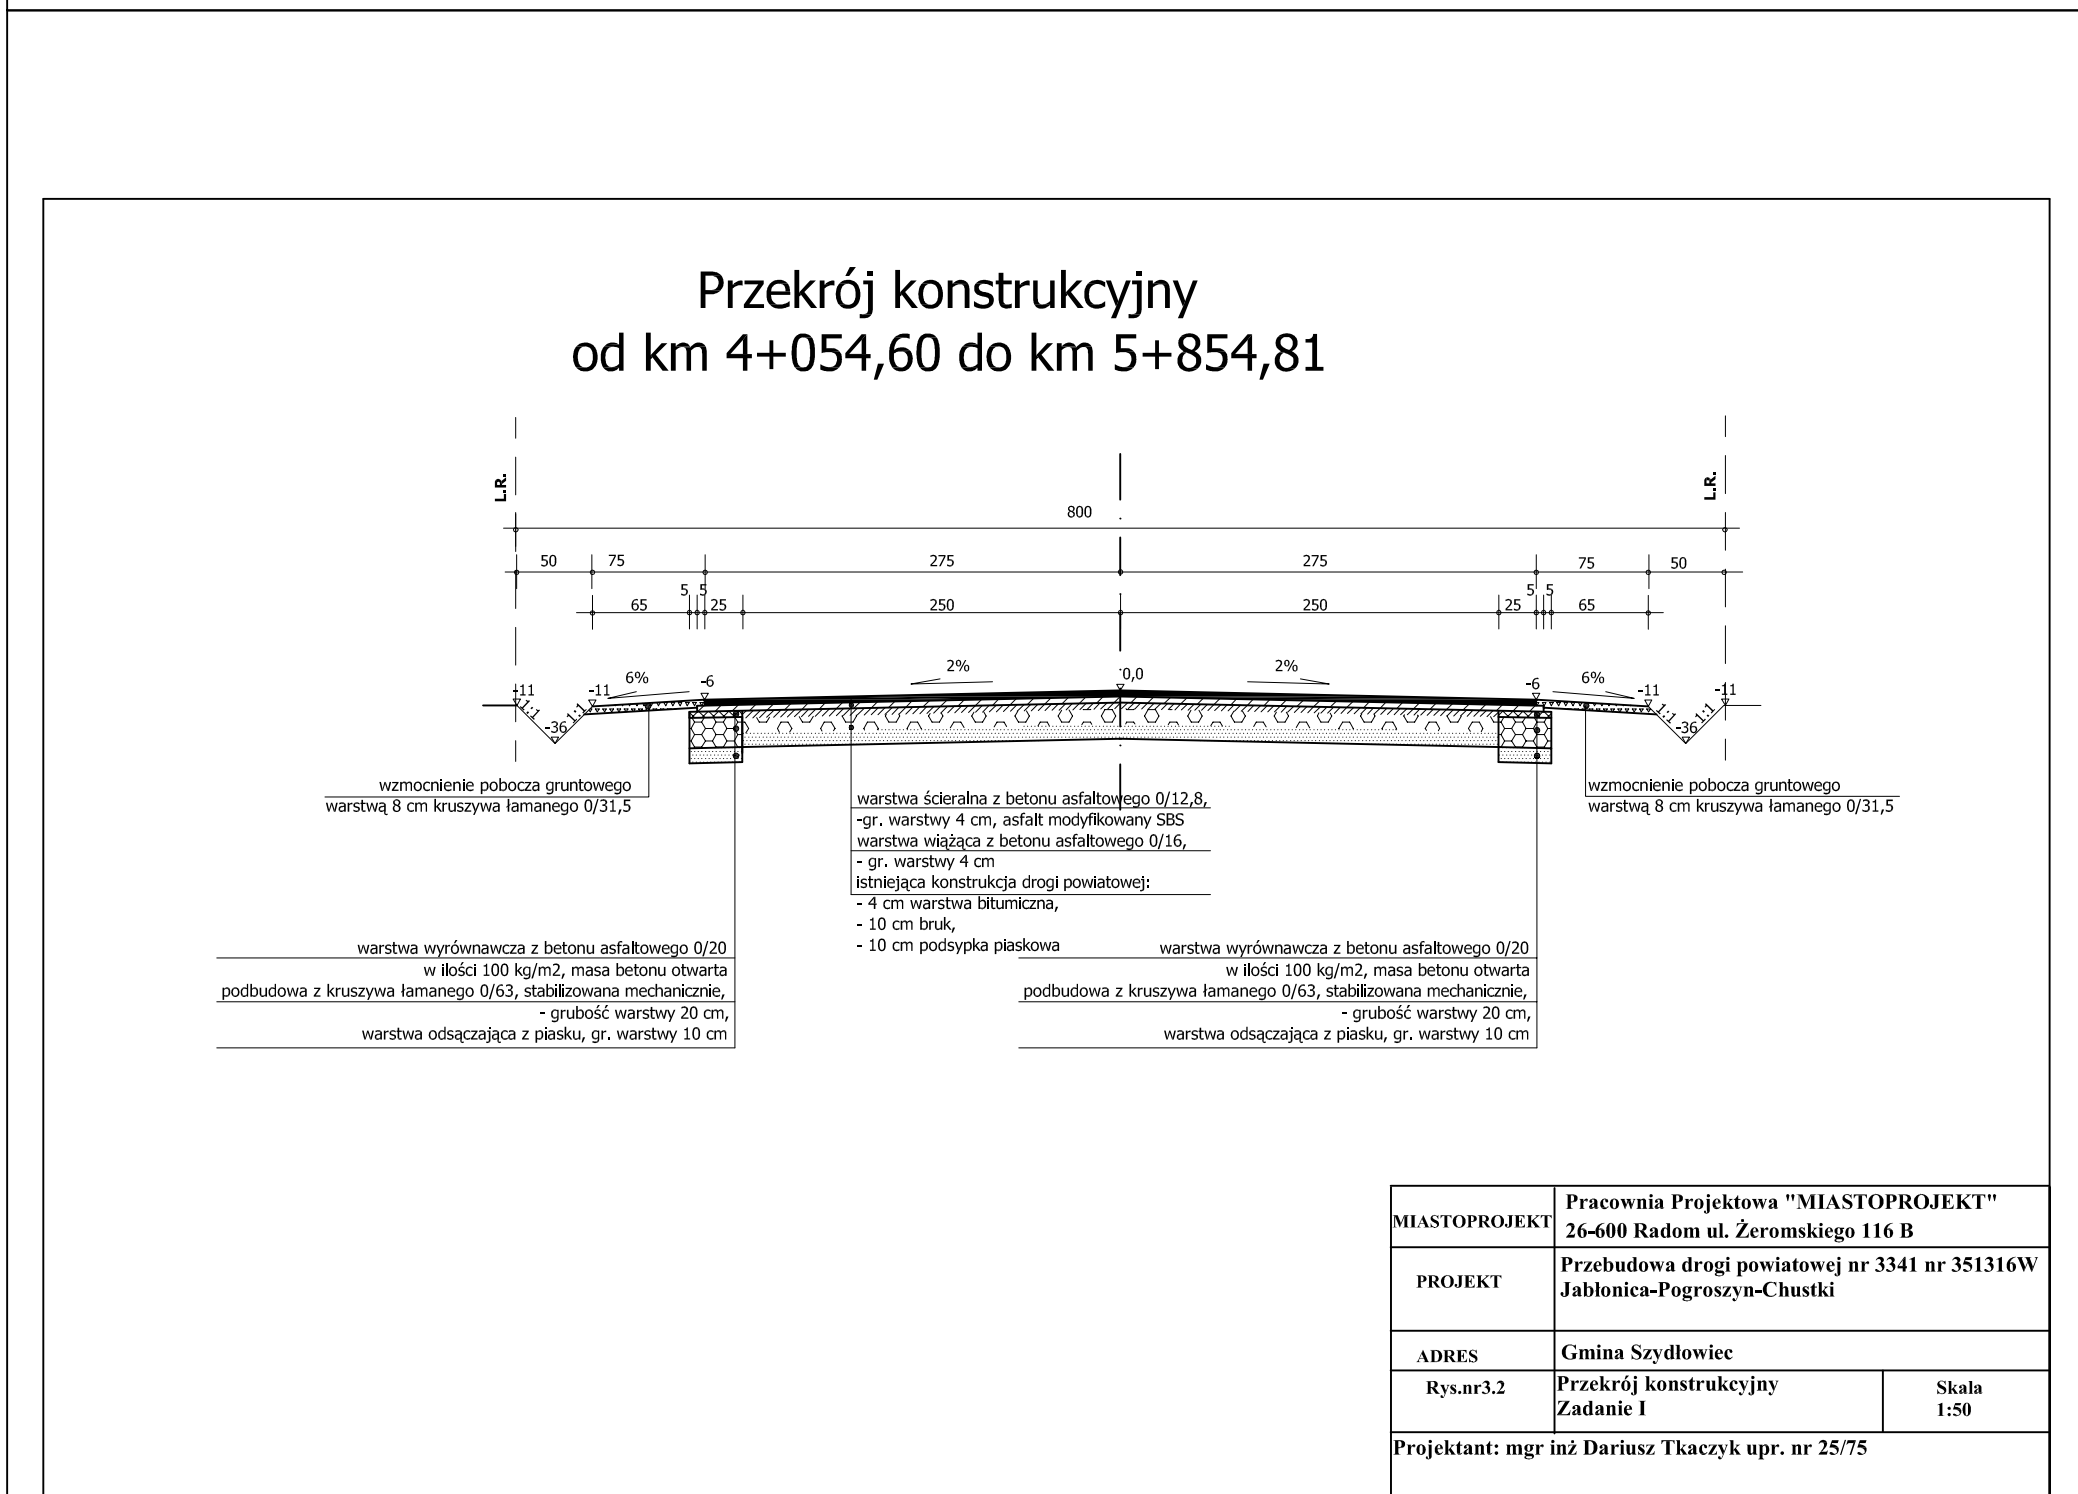 Przekrój konstrukcyjny
od km 4+054,60 do km 5+854,81
L.R.
L.R.
800
50
75
275
275
75
50
65
5
5
25
250
250
25
5
5
65
-11
-11
6%
-6
2%
0,0
2%
-6
6%
-11
-11
1:1
-36
1:1
1:1
-36
1:1
wzmocnienie pobocza gruntowego
warstwą 8 cm kruszywa łamanego 0/31,5
warstwa ścieralna z betonu asfaltowego 0/12,8,
-gr. warstwy 4 cm, asfalt modyfikowany SBS
warstwa wiążąca z betonu asfaltowego 0/16,
- gr. warstwy 4 cm
istniejąca konstrukcja drogi powiatowej:
- 4 cm warstwa bitumiczna,
- 10 cm bruk,
- 10 cm podsypka piaskowa
wzmocnienie pobocza gruntowego
warstwą 8 cm kruszywa łamanego 0/31,5
warstwa wyrównawcza z betonu asfaltowego 0/20
w ilości 100 kg/m2, masa betonu otwarta
podbudowa z kruszywa łamanego 0/63, stabilizowana mechanicznie,
- grubość warstwy 20 cm,
warstwa odsączająca z piasku, gr. warstwy 10 cm
warstwa wyrównawcza z betonu asfaltowego 0/20
w ilości 100 kg/m2, masa betonu otwarta
podbudowa z kruszywa łamanego 0/63, stabilizowana mechanicznie,
- grubość warstwy 20 cm,
warstwa odsączająca z piasku, gr. warstwy 10 cm
MIASTOPROJEKT
Pracownia Projektowa "MIASTOPROJEKT"
26-600 Radom ul. Żeromskiego 116 B
PROJEKT
Przebudowa drogi powiatowej nr 3341 nr 351316W
Jabłonica-Pogroszyn-Chustki
ADRES
Gmina Szydłowiec
Rys.nr3.2
Przekrój konstrukcyjny
Zadanie I
Skala
1:50
Projektant: mgr inż Dariusz Tkaczyk upr. nr 25/75